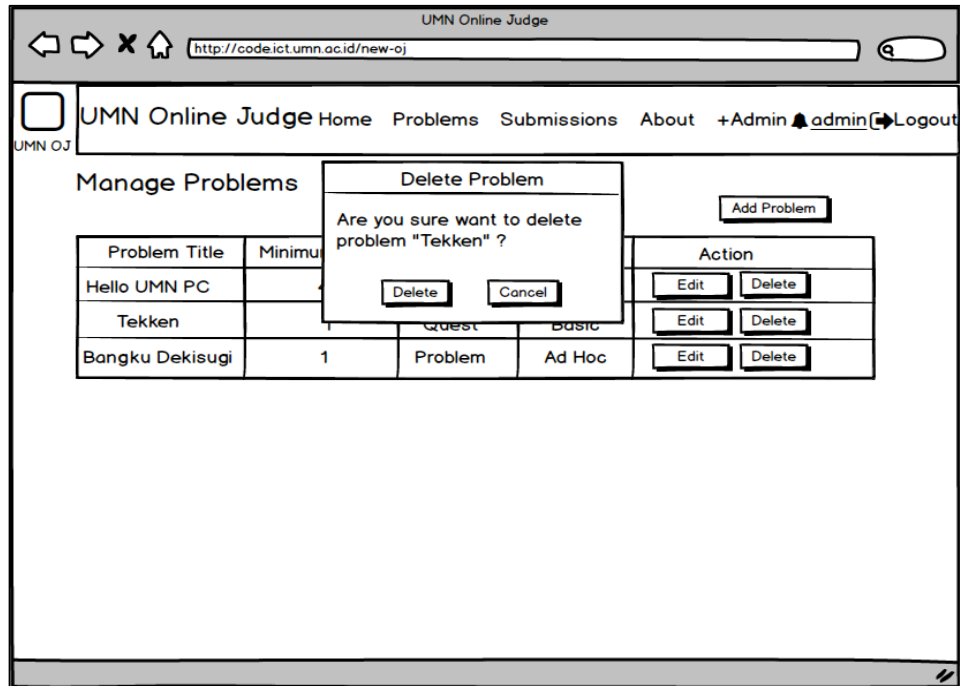 UMN Online Judge
http://code.ict.umn.ac.id/new-oj
UMN OJ
UMN Online Judge Home Problems Submissions About +Admin admin Logout
Manage Problems
Add Problem
Delete Problem
Are you sure want to delete
problem "Tekken" ?
Delete Cancel
Problem Title Action
Hello UMN PC Edit Delete
Tekken 1 Quest Basic Edit Delete
Bangku Dekisugi 1 Problem Ad Hoc Edit Delete